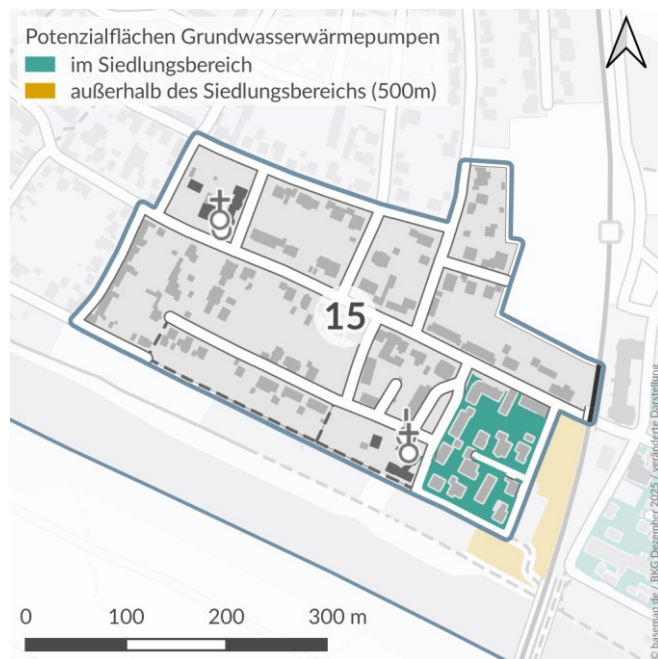 Potenzialflächen Grundwasserwärmepumpen
im Siedlungsbereich
außerhalb des Siedlungsbereichs (500m)
15
0 100 200 300 m
© basemap.de / BKG Dezember 2025 / veränderte Darstellung